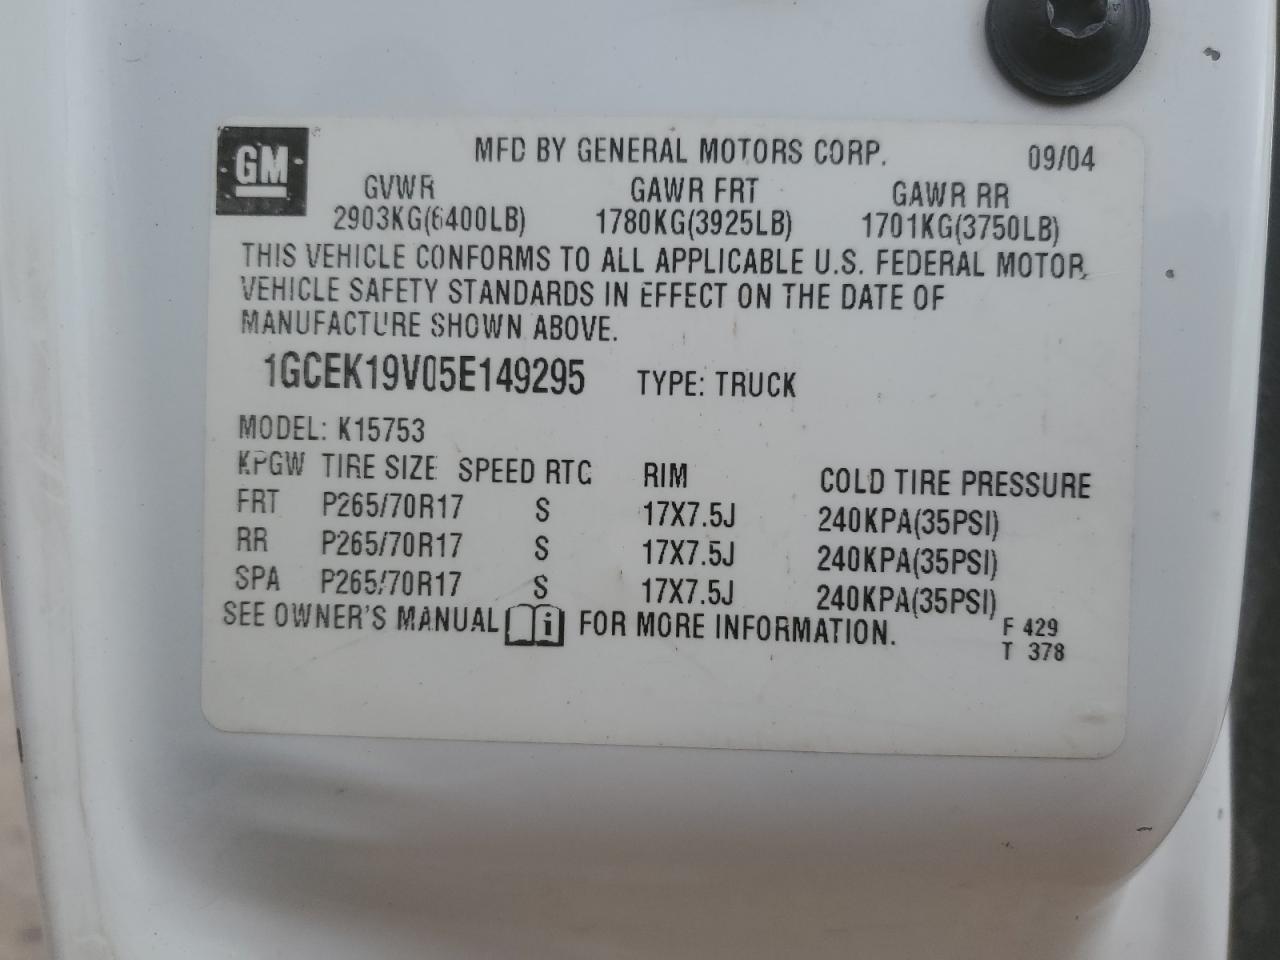 GM
MFD BY GENERAL MOTORS CORP. 09/04
GVWR GAWR FRT GAWR RR
2903KG(6400LB) 1780KG(3925LB) 1701KG(3750LB)
THIS VEHICLE CONFORMS TO ALL APPLICABLE U.S. FEDERAL MOTOR
VEHICLE SAFETY STANDARDS IN EFFECT ON THE DATE OF
MANUFACTURE SHOWN ABOVE.
1GCEK19V05E149295 TYPE: TRUCK
MODEL: K15753
KPGW TIRE SIZE SPEED RTG RIM COLD TIRE PRESSURE
FRT P265/70R17 S 17X7.5J 240KPA(35PSI)
RR P265/70R17 S 17X7.5J 240KPA(35PSI)
SPA P265/70R17 S 17X7.5J 240KPA(35PSI)
SEE OWNER'S MANUAL i FOR MORE INFORMATION.
F 429
T 378